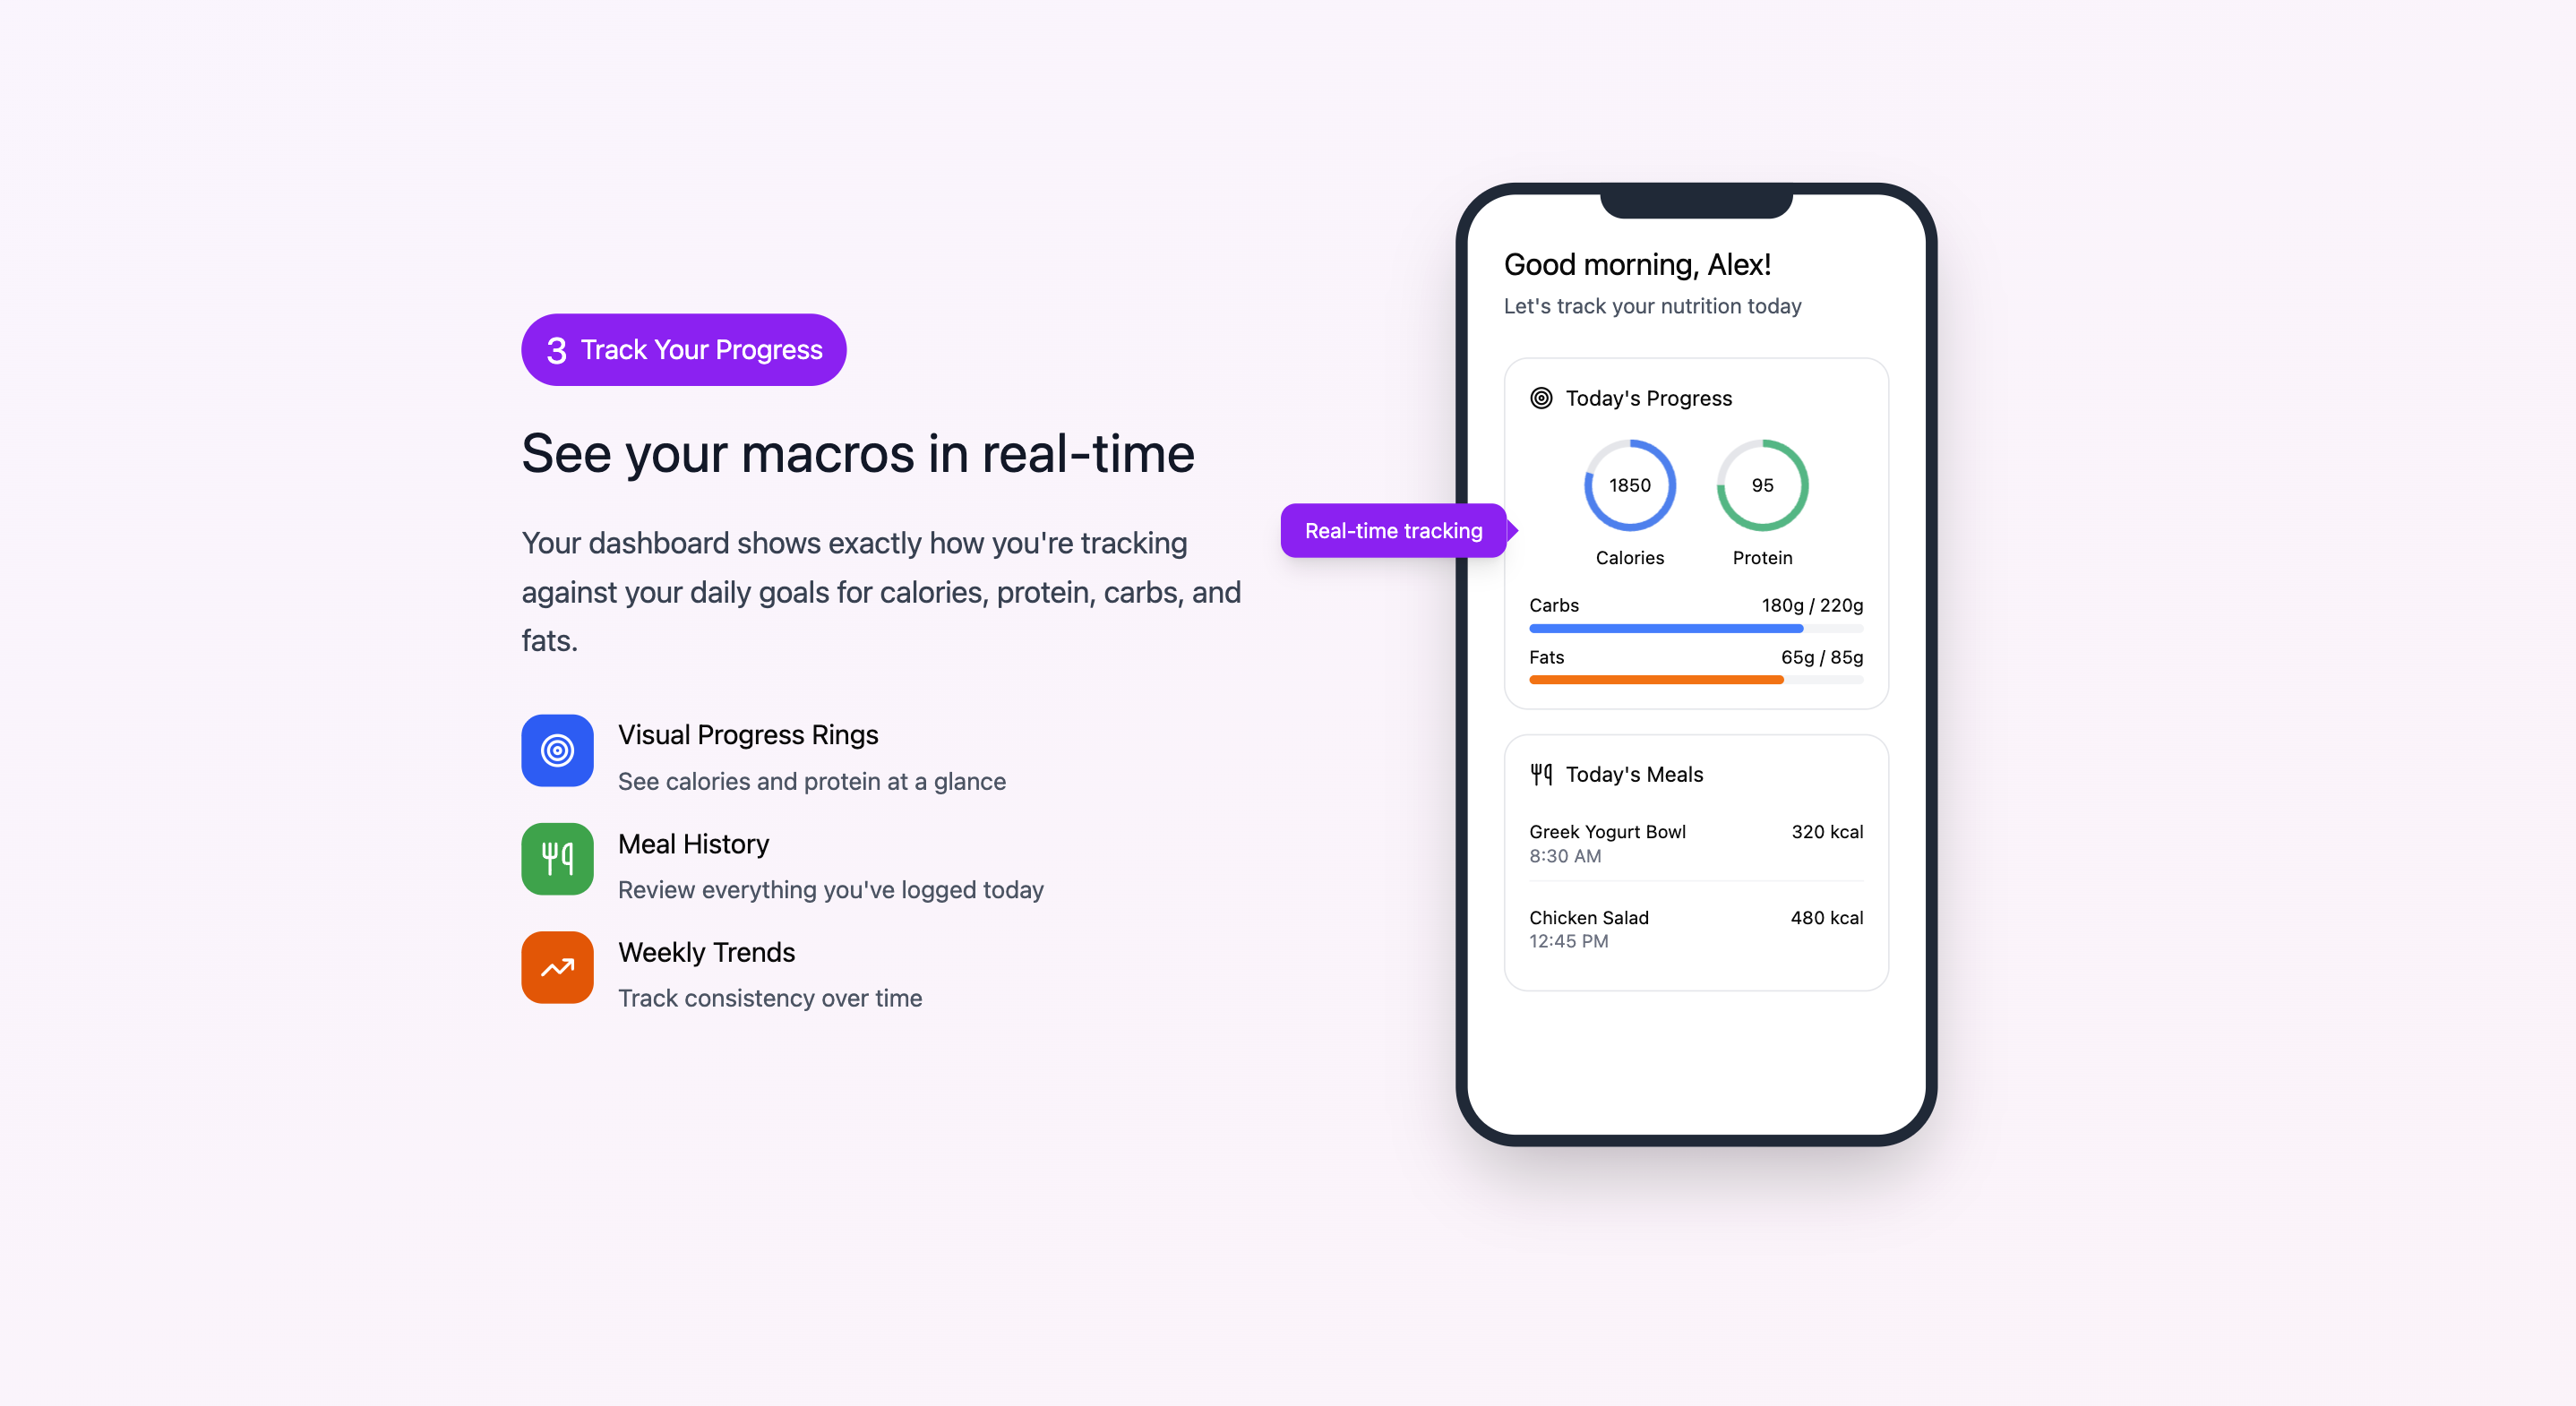 3 Track Your Progress
See your macros in real-time
Your dashboard shows exactly how you're tracking
against your daily goals for calories, protein, carbs, and
fats.
Visual Progress Rings
See calories and protein at a glance
Meal History
Review everything you've logged today
Weekly Trends
Track consistency over time
Real-time tracking
Good morning, Alex!
Let's track your nutrition today
Today's Progress
1850 95
Calories Protein
Carbs 180g / 220g
Fats 65g / 85g
Today's Meals
Greek Yogurt Bowl 320 kcal
8:30 AM
Chicken Salad 480 kcal
12:45 PM